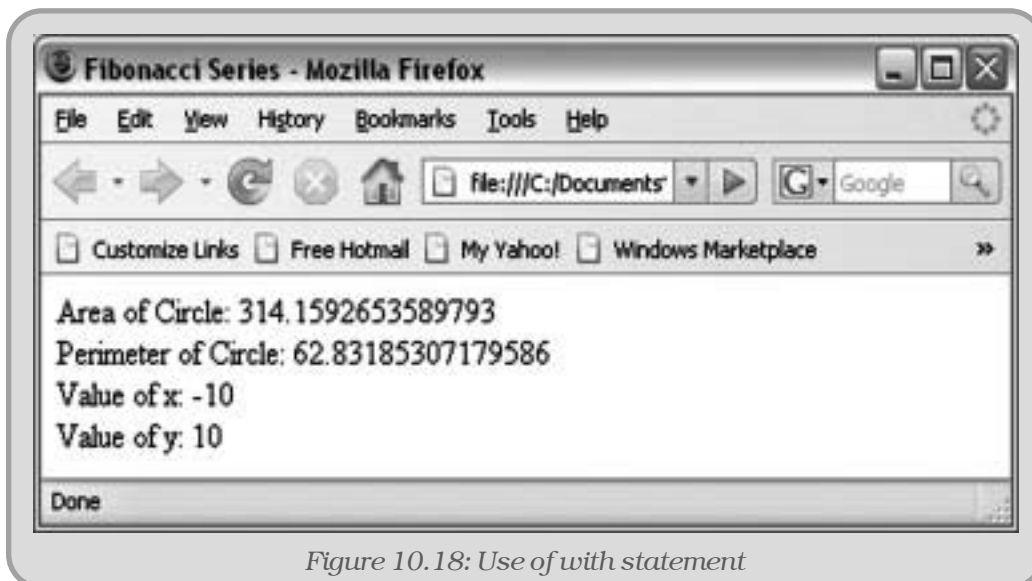 Fibonacci Series - Mozilla Firefox
File Edit View History Bookmarks Tools Help
file:///C:/Documents G Google
Customize Links Free Hotmail My Yahoo! Windows Marketplace »
Area of Circle: 314.1592653589793
Perimeter of Circle: 62.83185307179586
Value of x: -10
Value of y: 10
Done
Figure 10.18: Use of with statement